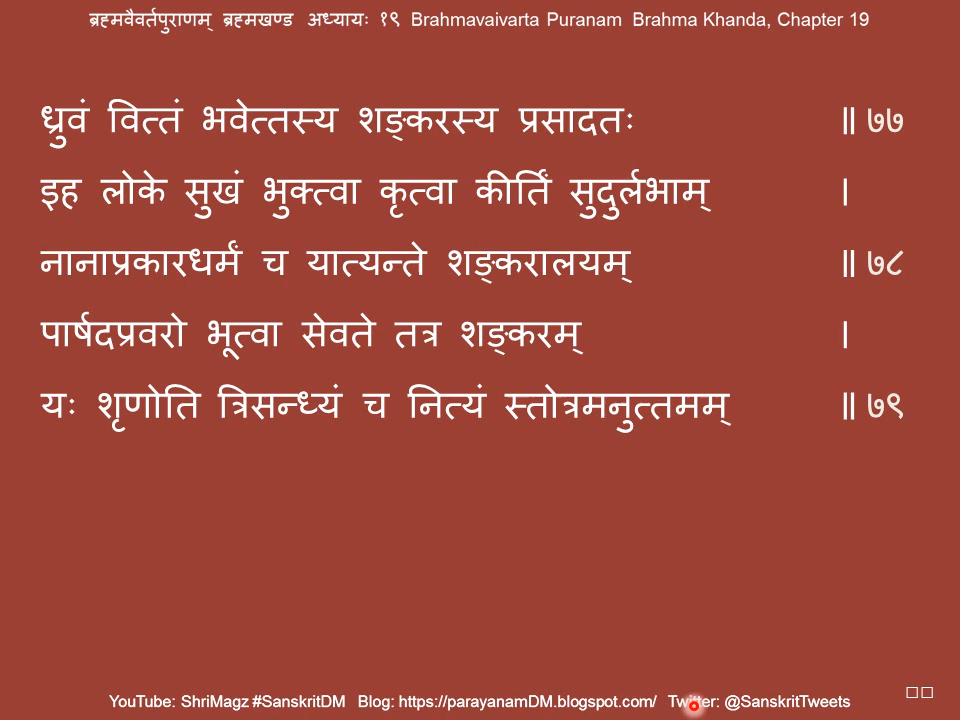 ब्रह्मवैवर्तपुराणम् ब्रह्मखण्ड अध्यायः १९ Brahmavaivarta Puranam Brahma Khanda, Chapter 19
ध्रुवं वित्तं भवेत्तस्य शङ्करस्य प्रसादतः ॥ ७७
इह लोके सुखं भुक्त्वा कृत्वा कीर्तिं सुदुर्लभाम् ।
नानाप्रकारधर्मं च यात्यन्ते शङ्करालयम् ॥ ७८
पार्षदप्रवरो भूत्वा सेवते तत्र शङ्करम् ।
यः शृणोति त्रिसन्ध्यं च नित्यं स्तोत्रमनुत्तमम् ॥ ७९
YouTube: ShriMagz #SanskritDM Blog: https://parayanamDM.blogspot.com/ Twitter: @SanskritTweets